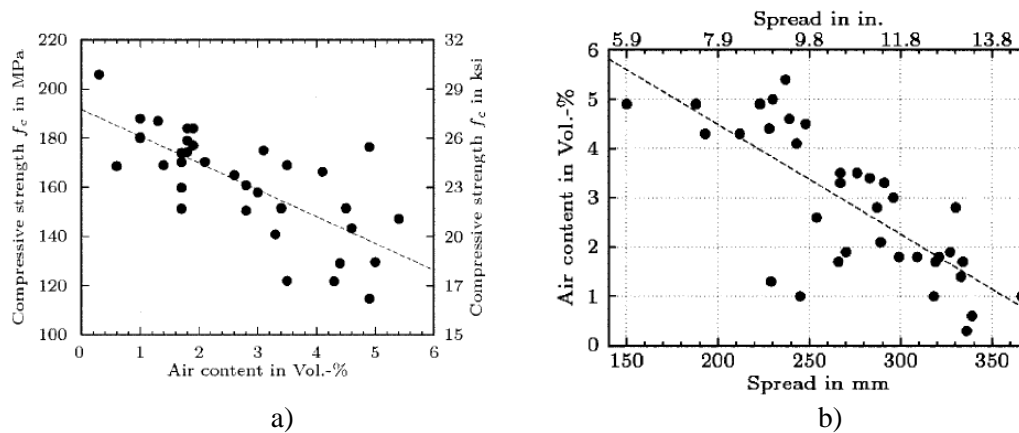 Spread in in.
5.9 7.9 9.8 11.8 13.8
220 32
200 30
180 28
160 26
140 23
120 20
100 17
15
Compressive strength fc in MPa
Compressive strength fc in ksi
0 1 2 3 4 5 6
Air content in Vol.-%
6
5
4
3
2
1
0
Air content in Vol.-%
150 200 250 300 350
Spread in mm
a) b)